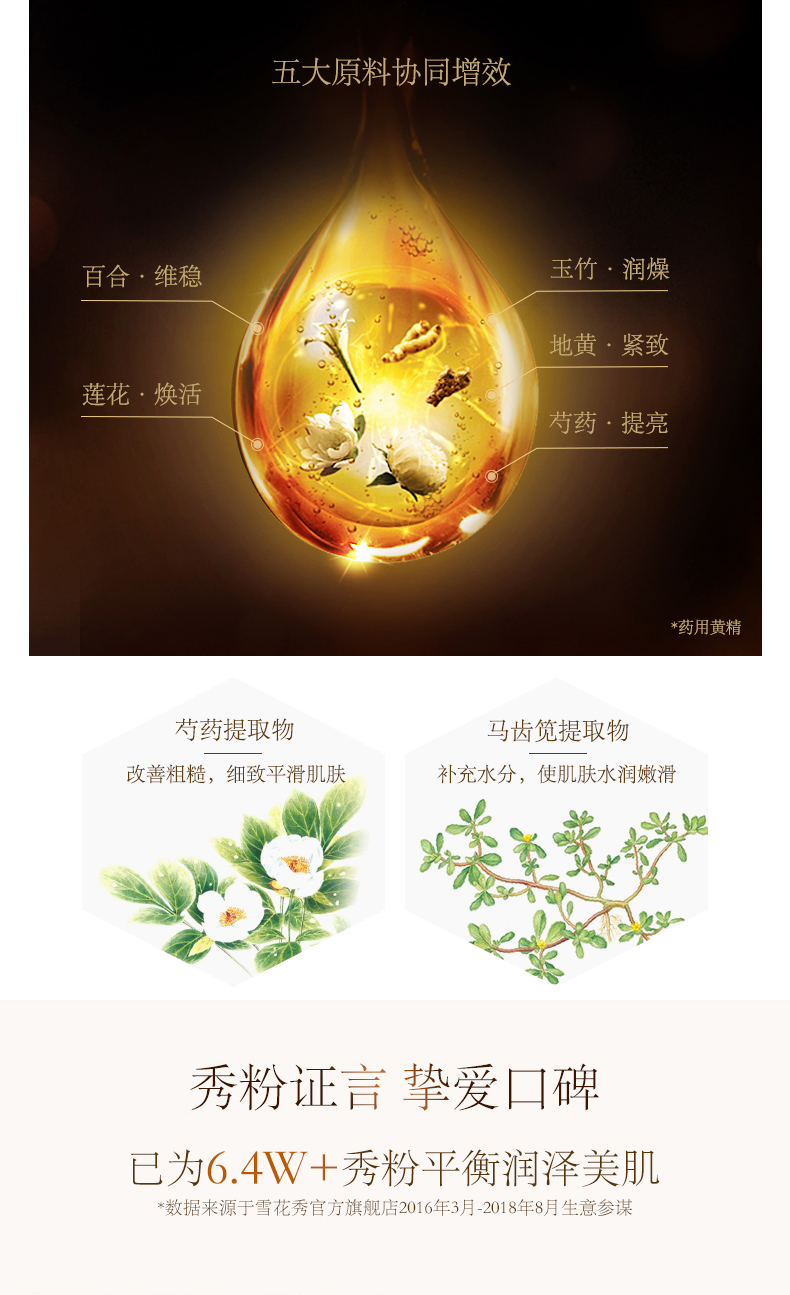 五大原料协同增效
百合·维稳
玉竹·润燥
地黄·紧致
莲花·焕活
芍药·提亮
*药用黄精
芍药提取物
改善粗糙，细致平滑肌肤
马齿笕提取物
补充水分，使肌肤水润嫩滑
秀粉证言 挚爱口碑
已为6.4W+秀粉平衡润泽美肌
*数据来源于雪花秀官方旗舰店2016年3月-2018年8月生意参谋